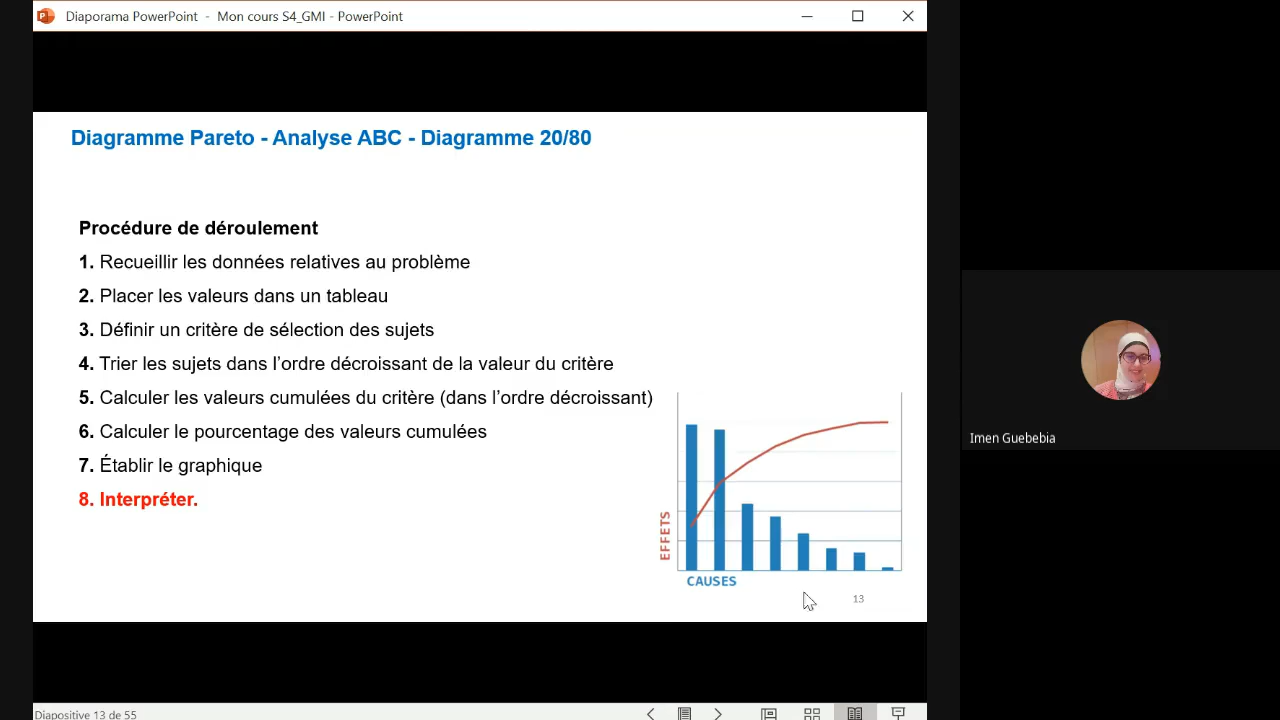 Diaporama PowerPoint - Mon cours S4_GMI - PowerPoint
Diagramme Pareto - Analyse ABC - Diagramme 20/80
Procédure de déroulement
1. Recueillir les données relatives au problème
2. Placer les valeurs dans un tableau
3. Définir un critère de sélection des sujets
4. Trier les sujets dans l’ordre décroissant de la valeur du critère
5. Calculer les valeurs cumulées du critère (dans l’ordre décroissant)
6. Calculer le pourcentage des valeurs cumulées
7. Établir le graphique
8. Interpréter.
EFFETS
CAUSES
13
Imen Guebebia
Diapositive 13 de 55